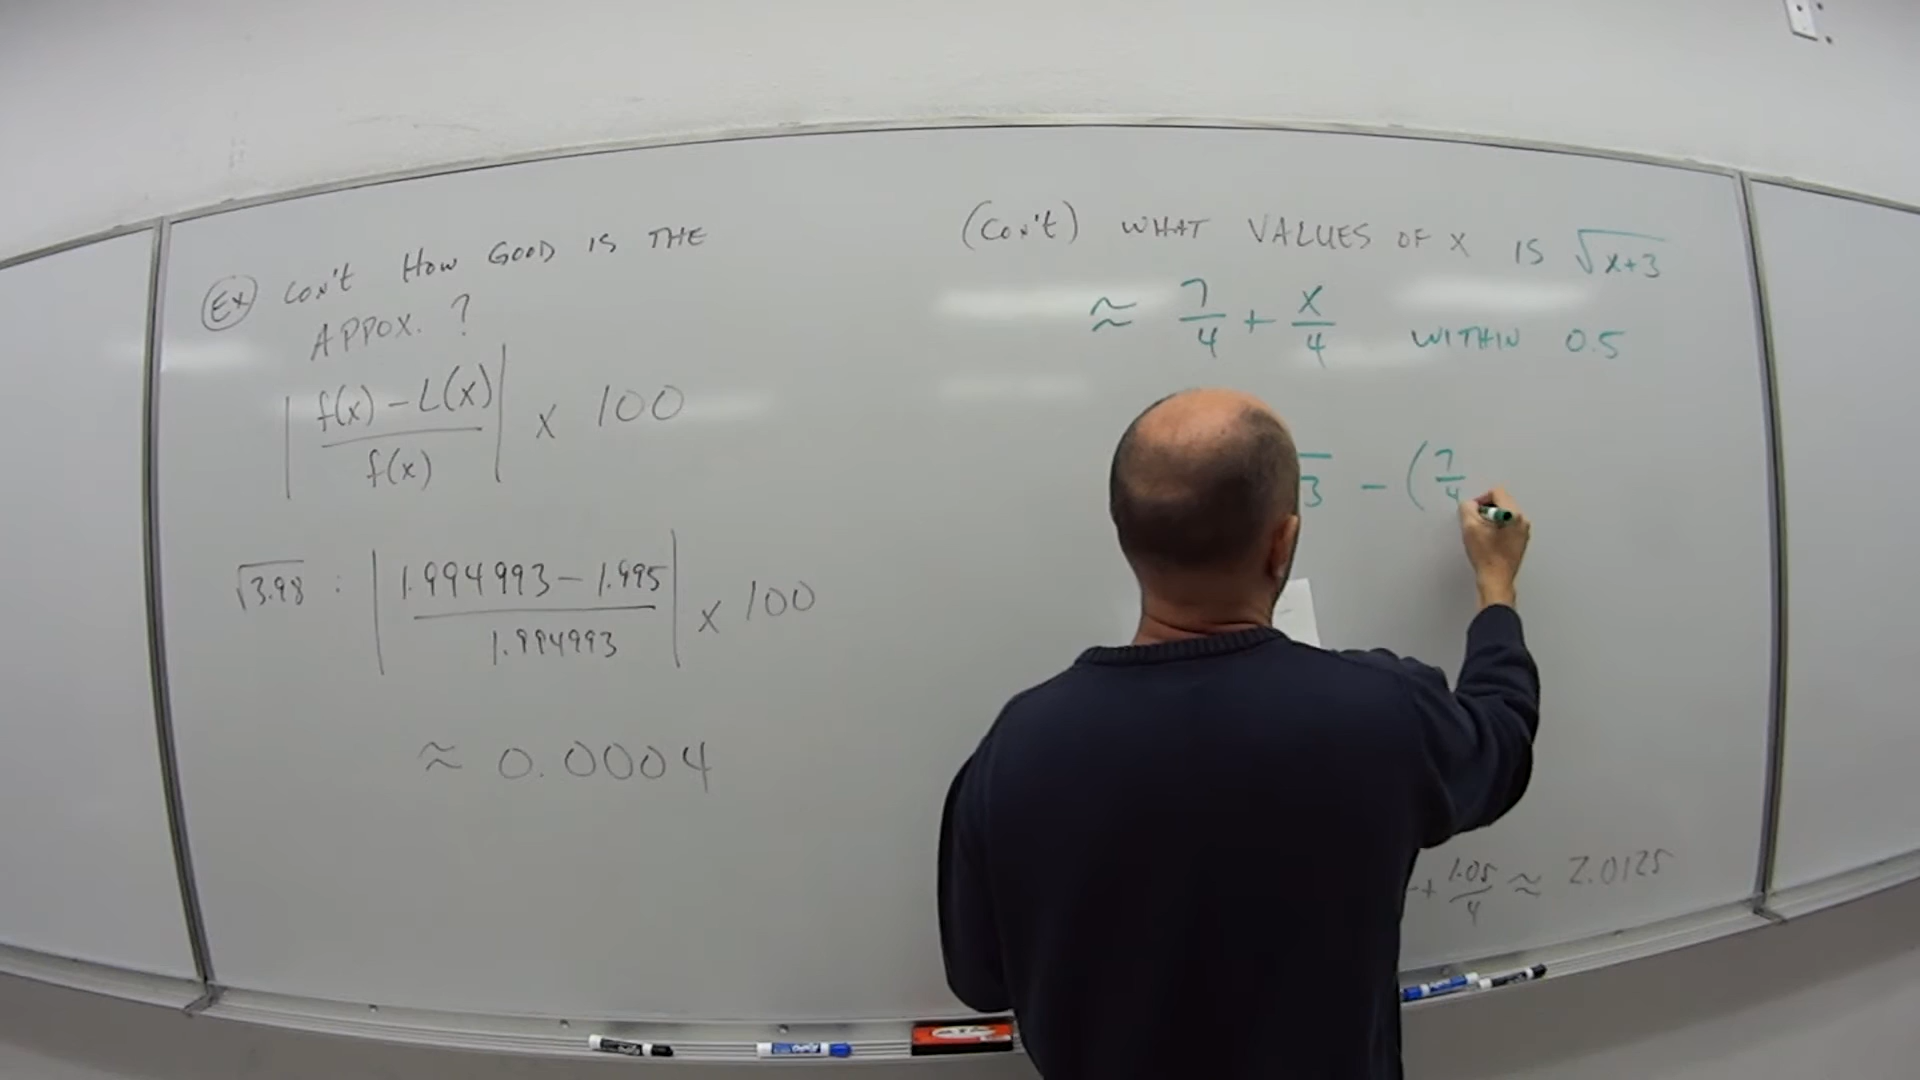 (Ex) Con't How GOOD IS THE
APPOX. ?
| f(x) - L(x) / f(x) | x 100
√3.98 : | 1.994993 - 1.995 / 1.994993 | x 100
≈ 0.0004
(Con't) WHAT VALUES OF X IS √x+3
≈ 7/4 + x/4 WITHIN 0.5
3 - ( 7/4
+ 1.05/4 ≈ 2.0125